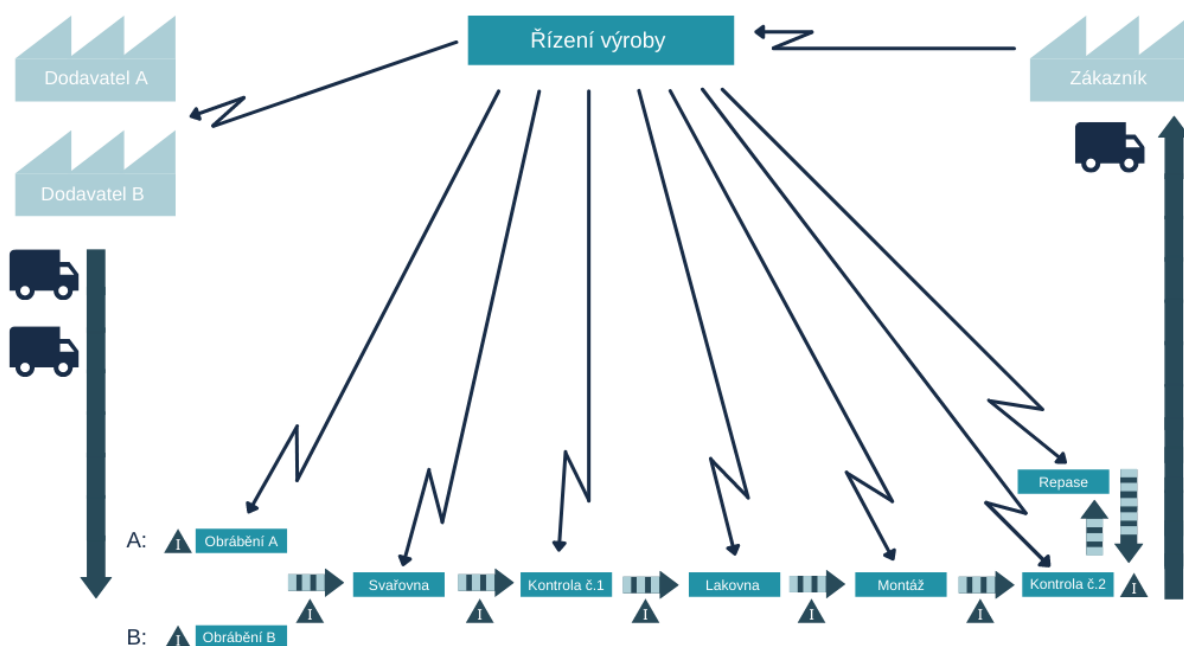 Řízení výroby
Dodavatel A
Zákazník
Dodavatel B
Repase
A:
I
Obrábění A
Svařovna
Kontrola č.1
Lakovna
Montáž
Kontrola č.2
I
I
I
I
I
I
B:
I
Obrábění B